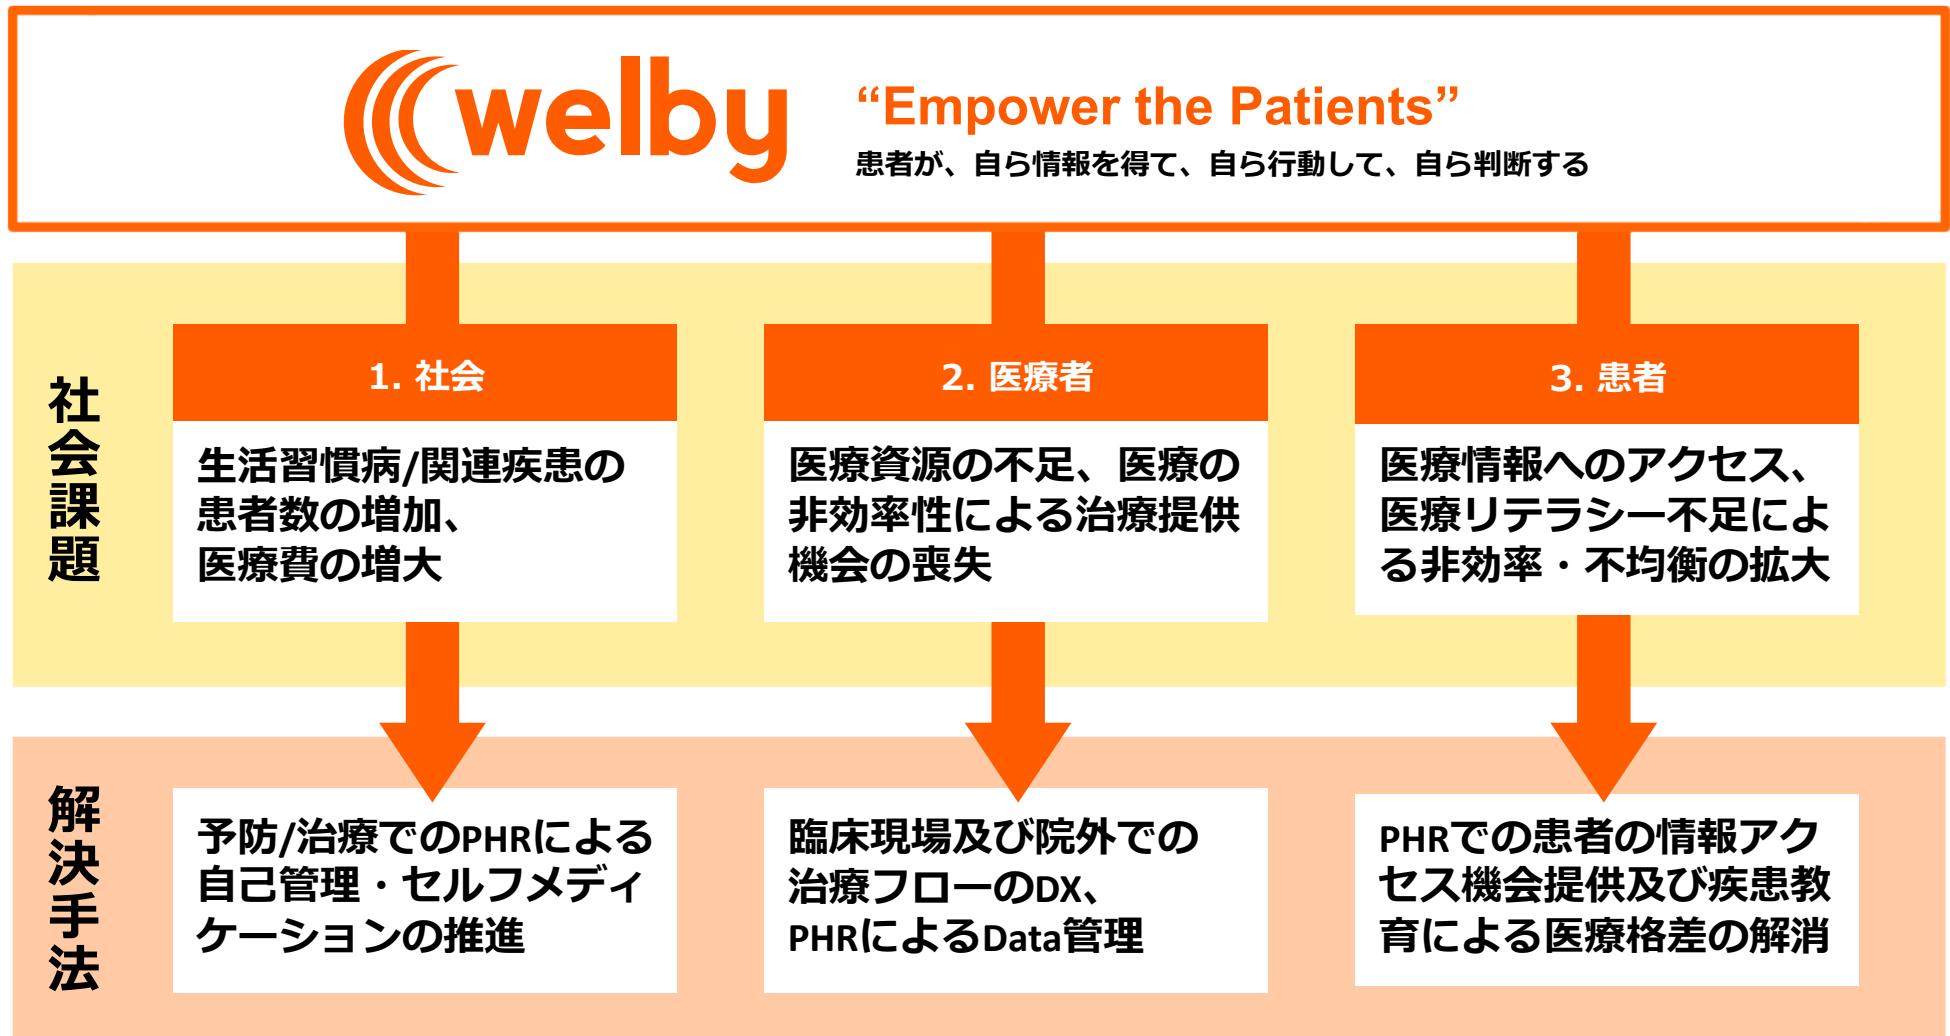 welby
“Empower the Patients”
患者が、自ら情報を得て、自ら行動して、自ら判断する
社会課題
1. 社会
生活習慣病/関連疾患の
患者数の増加、
医療費の増大
2. 医療者
医療資源の不足、医療の
非効率性による治療提供
機会の喪失
3. 患者
医療情報へのアクセス、
医療リテラシー不足によ
る非効率・不均衡の拡大
解決手法
予防/治療でのPHRによる
自己管理・セルフメディ
ケーションの推進
臨床現場及び院外での
治療フローのDX、
PHRによるData管理
PHRでの患者の情報アク
セス機会提供及び疾患教
育による医療格差の解消